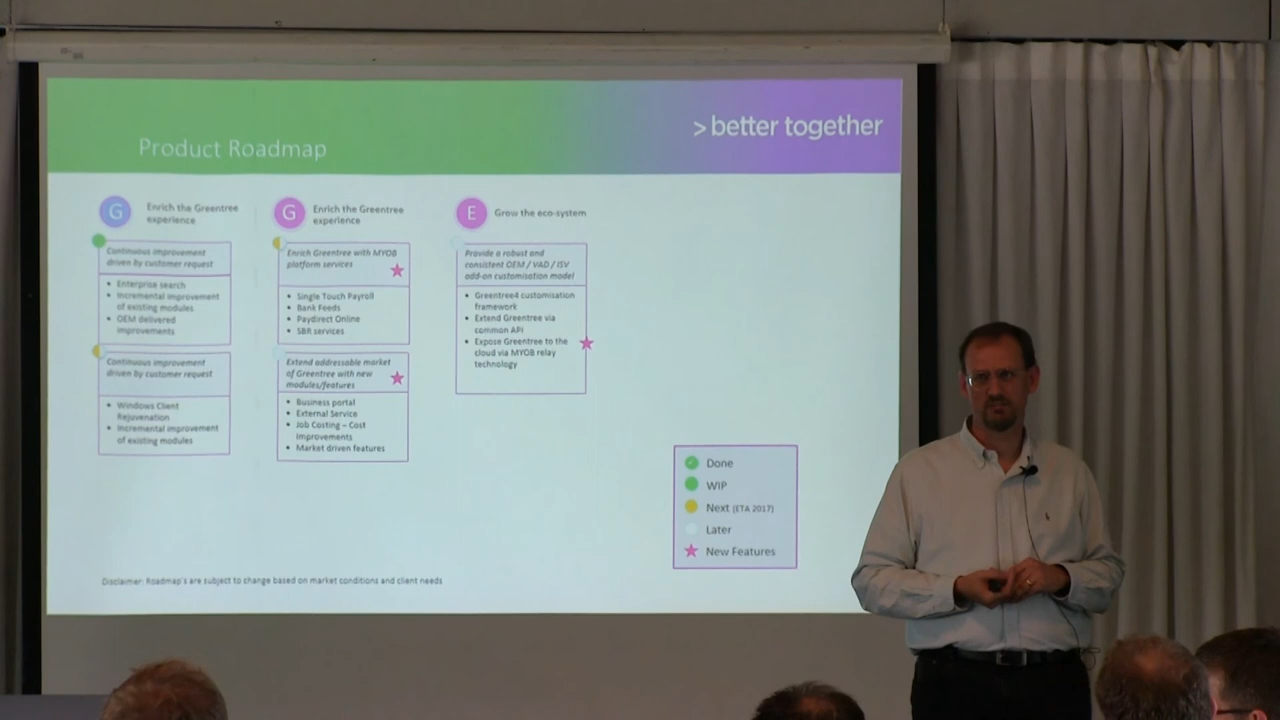 > better together
Product Roadmap
G
Enrich the Greentree
experience
Continuous improvement
driven by customer request
• Enterprise search
• Incremental improvement
of existing modules
• OEM delivered
improvements
Continuous improvement
driven by customer request
• Windows Client
Rejuvenation
• Incremental improvement
of existing modules
G
Enrich the Greentree
experience
Enrich Greentree with MYOB
platform services
• Single Touch Payroll
• Bank Feeds
• Paydirect Online
• SBR services
Extend addressable market
of Greentree with new
modules/features
• Business portal
• External Service
• Job Costing – Cost
Improvements
• Market driven features
E
Grow the eco-system
Provide a robust and
consistent OEM / VAD / ISV
add-on customisation model
• Greentree4 customisation
framework
• Extend Greentree via
common API
• Expose Greentree to the
cloud via MYOB relay
technology
Done
WIP
Next (ETA 2017)
Later
New Features
Disclaimer: Roadmap's are subject to change based on market conditions and client needs